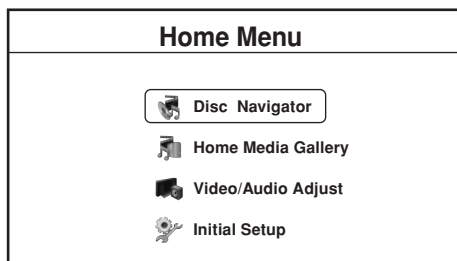 Home Menu
Disc Navigator
Home Media Gallery
Video/Audio Adjust
Initial Setup